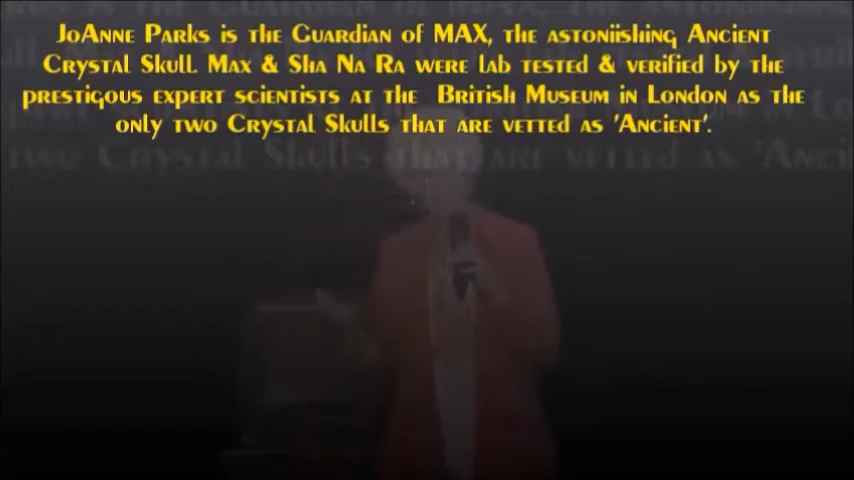 JoAnne Parks is the Guardian of MAX, the astoniishing Ancient
Crystal Skull. Max & Sha Na Ra were lab tested & verified by the
prestigous expert scientists at the British Museum in London as the
only two Crystal Skulls that are vetted as 'Ancient'.